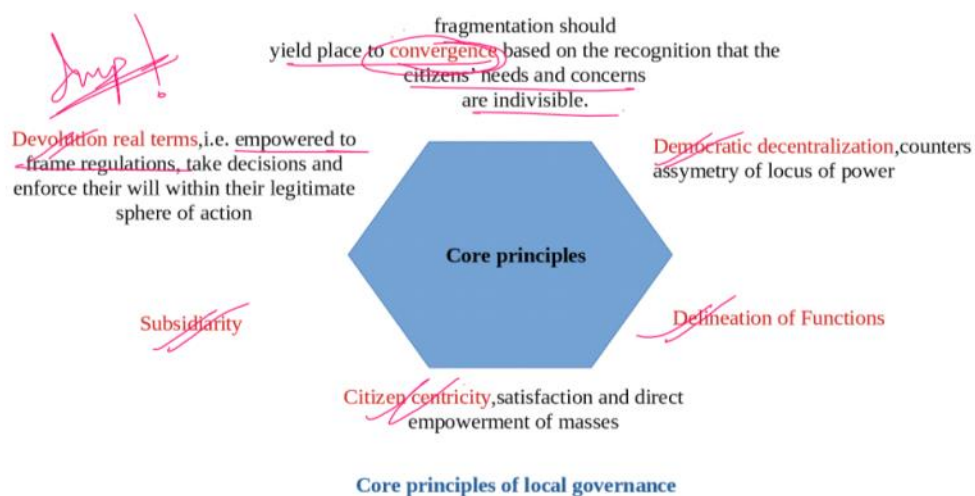 Imp!
fragmentation should
yield place to convergence based on the recognition that the
citizens' needs and concerns
are indivisible.
Devolution real terms,i.e. empowered to
frame regulations, take decisions and
enforce their will within their legitimate
sphere of action
Democratic decentralization,counters
assymetry of locus of power
Core principles
Subsidiarity
Delineation of Functions
Citizen centricity,satisfaction and direct
empowerment of masses
Core principles of local governance